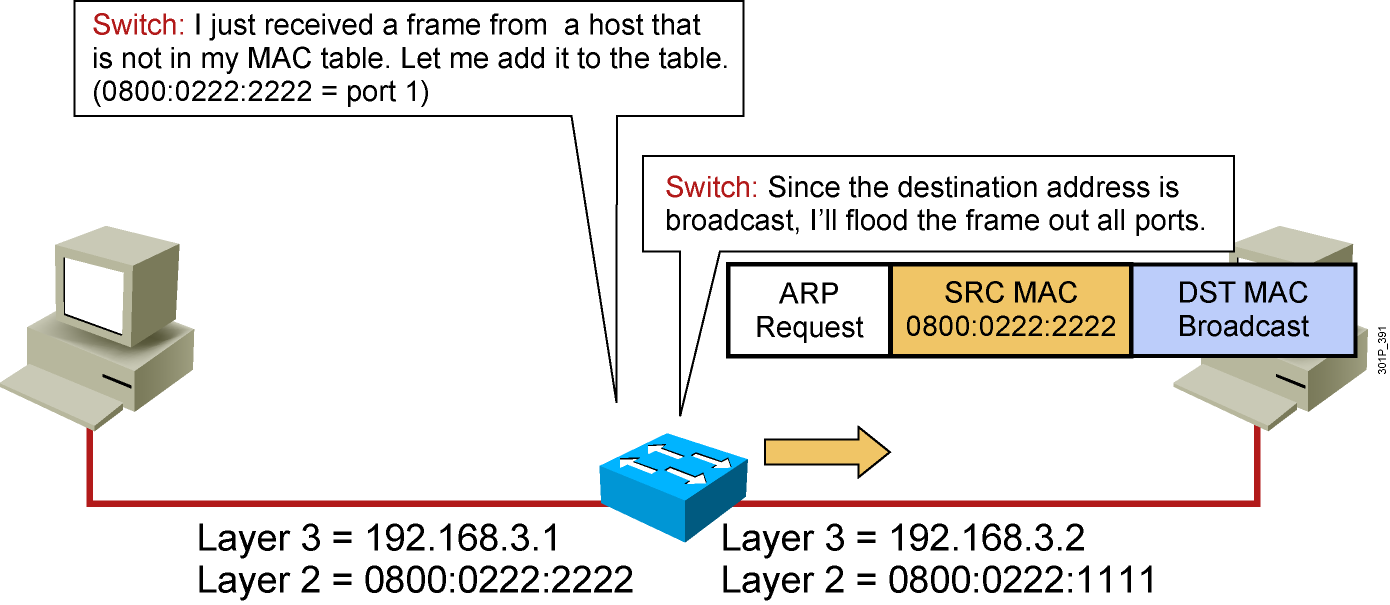 Switch: I just received a frame from a host that
is not in my MAC table. Let me add it to the table.
(0800:0222:2222 = port 1)
Switch: Since the destination address is
broadcast, I’ll flood the frame out all ports.
ARP
Request
SRC MAC
0800:0222:2222
DST MAC
Broadcast
301P_391
Layer 3 = 192.168.3.1
Layer 2 = 0800:0222:2222
Layer 3 = 192.168.3.2
Layer 2 = 0800:0222:1111